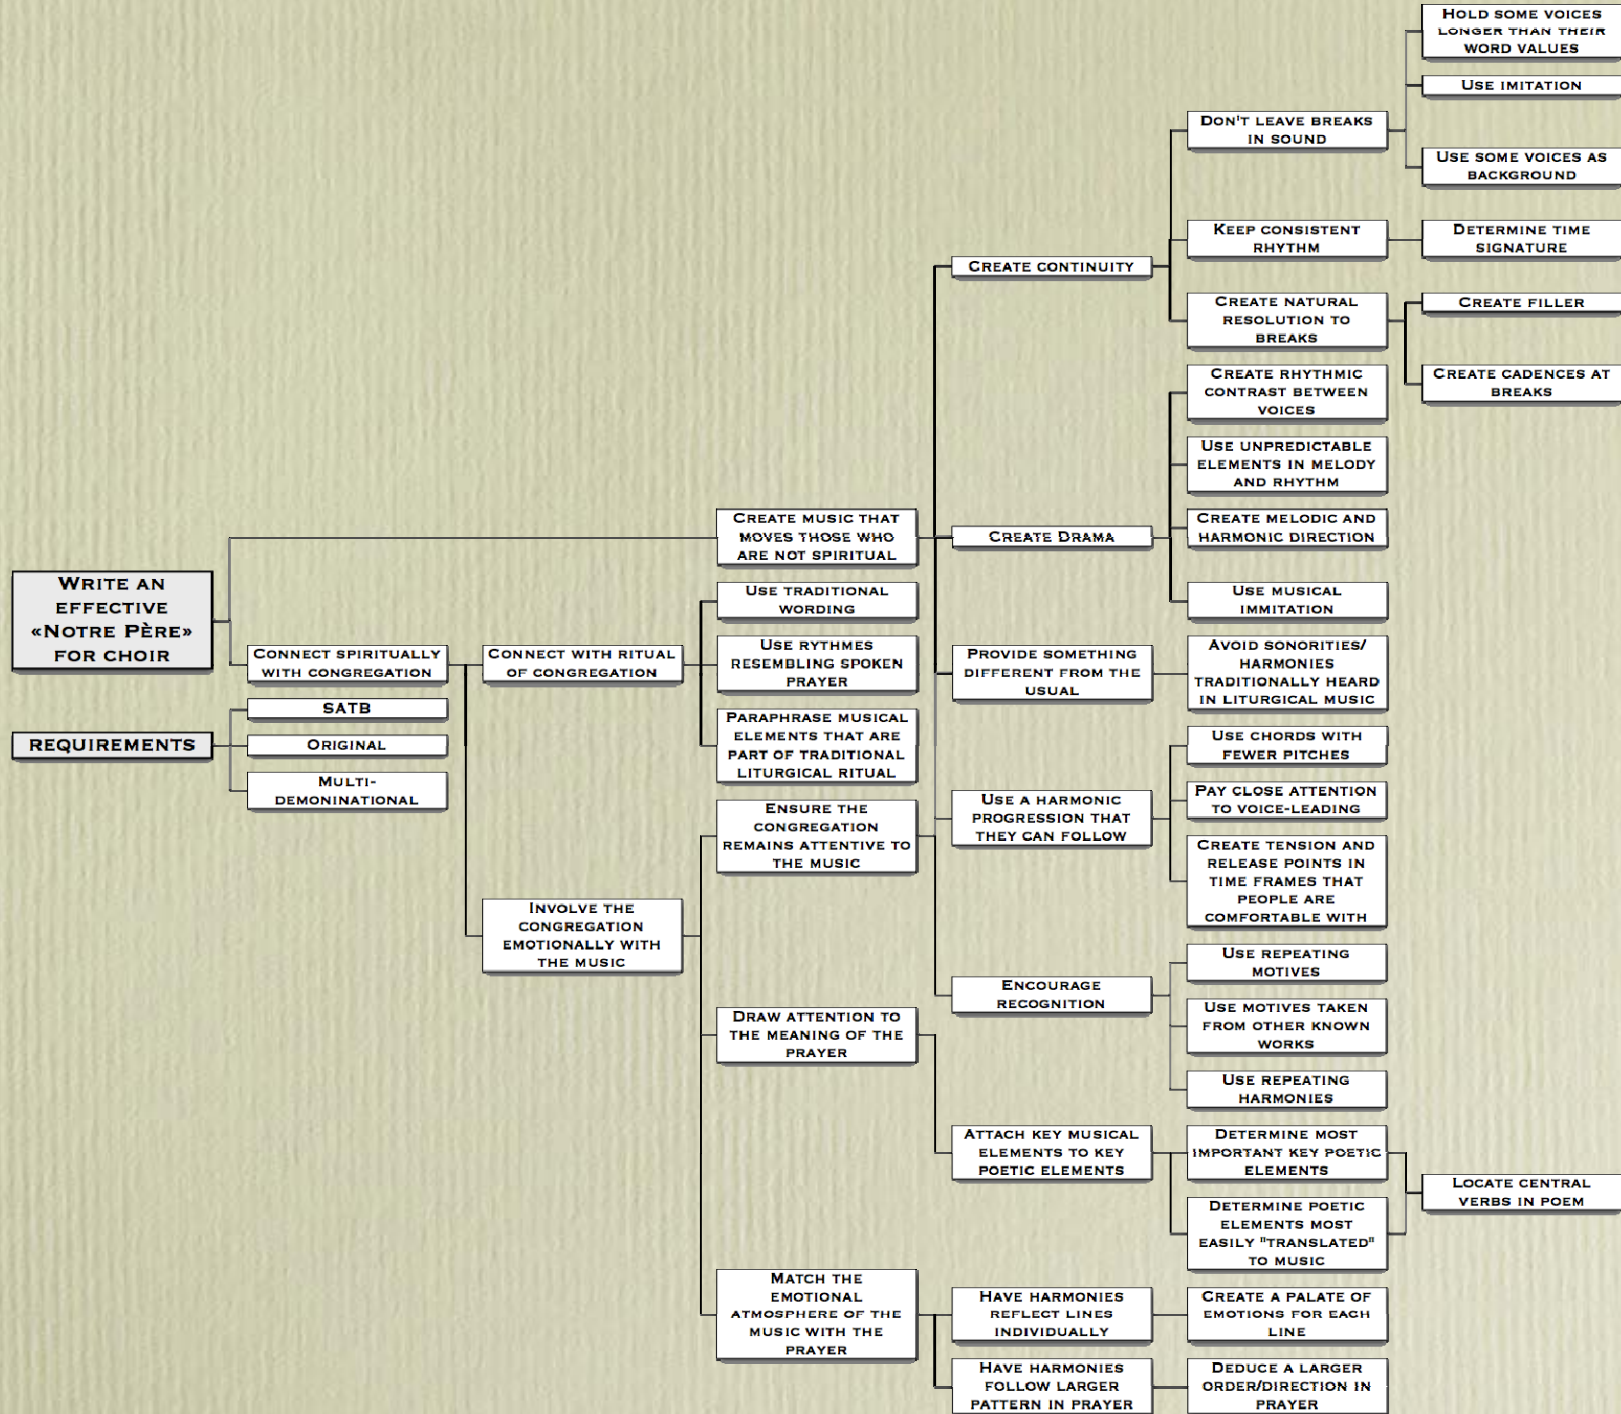 WRITE AN
EFFECTIVE
«NOTRE PÈRE»
FOR CHOIR
REQUIREMENTS
CONNECT SPIRITUALLY
WITH CONGREGATION
SATB
ORIGINAL
MULTI-
DEMONINATIONAL
CONNECT WITH RITUAL
OF CONGREGATION
INVOLVE THE
CONGREGATION
EMOTIONALLY WITH
THE MUSIC
CREATE MUSIC THAT
MOVES THOSE WHO
ARE NOT SPIRITUAL
USE TRADITIONAL
WORDING
USE RYTHMES
RESEMBLING SPOKEN
PRAYER
PARAPHRASE MUSICAL
ELEMENTS THAT ARE
PART OF TRADITIONAL
LITURGICAL RITUAL
ENSURE THE
CONGREGATION
REMAINS ATTENTIVE TO
THE MUSIC
DRAW ATTENTION TO
THE MEANING OF THE
PRAYER
MATCH THE
EMOTIONAL
ATMOSPHERE OF THE
MUSIC WITH THE
PRAYER
CREATE CONTINUITY
CREATE DRAMA
PROVIDE SOMETHING
DIFFERENT FROM THE
USUAL
USE A HARMONIC
PROGRESSION THAT
THEY CAN FOLLOW
ENCOURAGE
RECOGNITION
ATTACH KEY MUSICAL
ELEMENTS TO KEY
POETIC ELEMENTS
HAVE HARMONIES
REFLECT LINES
INDIVIDUALLY
HAVE HARMONIES
FOLLOW LARGER
PATTERN IN PRAYER
DON'T LEAVE BREAKS
IN SOUND
KEEP CONSISTENT
RHYTHM
CREATE NATURAL
RESOLUTION TO
BREAKS
CREATE RHYTHMIC
CONTRAST BETWEEN
VOICES
USE UNPREDICTABLE
ELEMENTS IN MELODY
AND RHYTHM
CREATE MELODIC AND
HARMONIC DIRECTION
USE MUSICAL
IMMITATION
AVOID SONORITIES/
HARMONIES
TRADITIONALLY HEARD
IN LITURGICAL MUSIC
USE CHORDS WITH
FEWER PITCHES
PAY CLOSE ATTENTION
TO VOICE-LEADING
CREATE TENSION AND
RELEASE POINTS IN
TIME FRAMES THAT
PEOPLE ARE
COMFORTABLE WITH
USE REPEATING
MOTIVES
USE MOTIVES TAKEN
FROM OTHER KNOWN
WORKS
USE REPEATING
HARMONIES
DETERMINE MOST
IMPORTANT KEY POETIC
ELEMENTS
DETERMINE POETIC
ELEMENTS MOST
EASILY "TRANSLATED"
TO MUSIC
CREATE A PALATE OF
EMOTIONS FOR EACH
LINE
DEDUCE A LARGER
ORDER/DIRECTION IN
PRAYER
HOLD SOME VOICES
LONGER THAN THEIR
WORD VALUES
USE IMITATION
USE SOME VOICES AS
BACKGROUND
DETERMINE TIME
SIGNATURE
CREATE FILLER
CREATE CADENCES AT
BREAKS
LOCATE CENTRAL
VERBS IN POEM